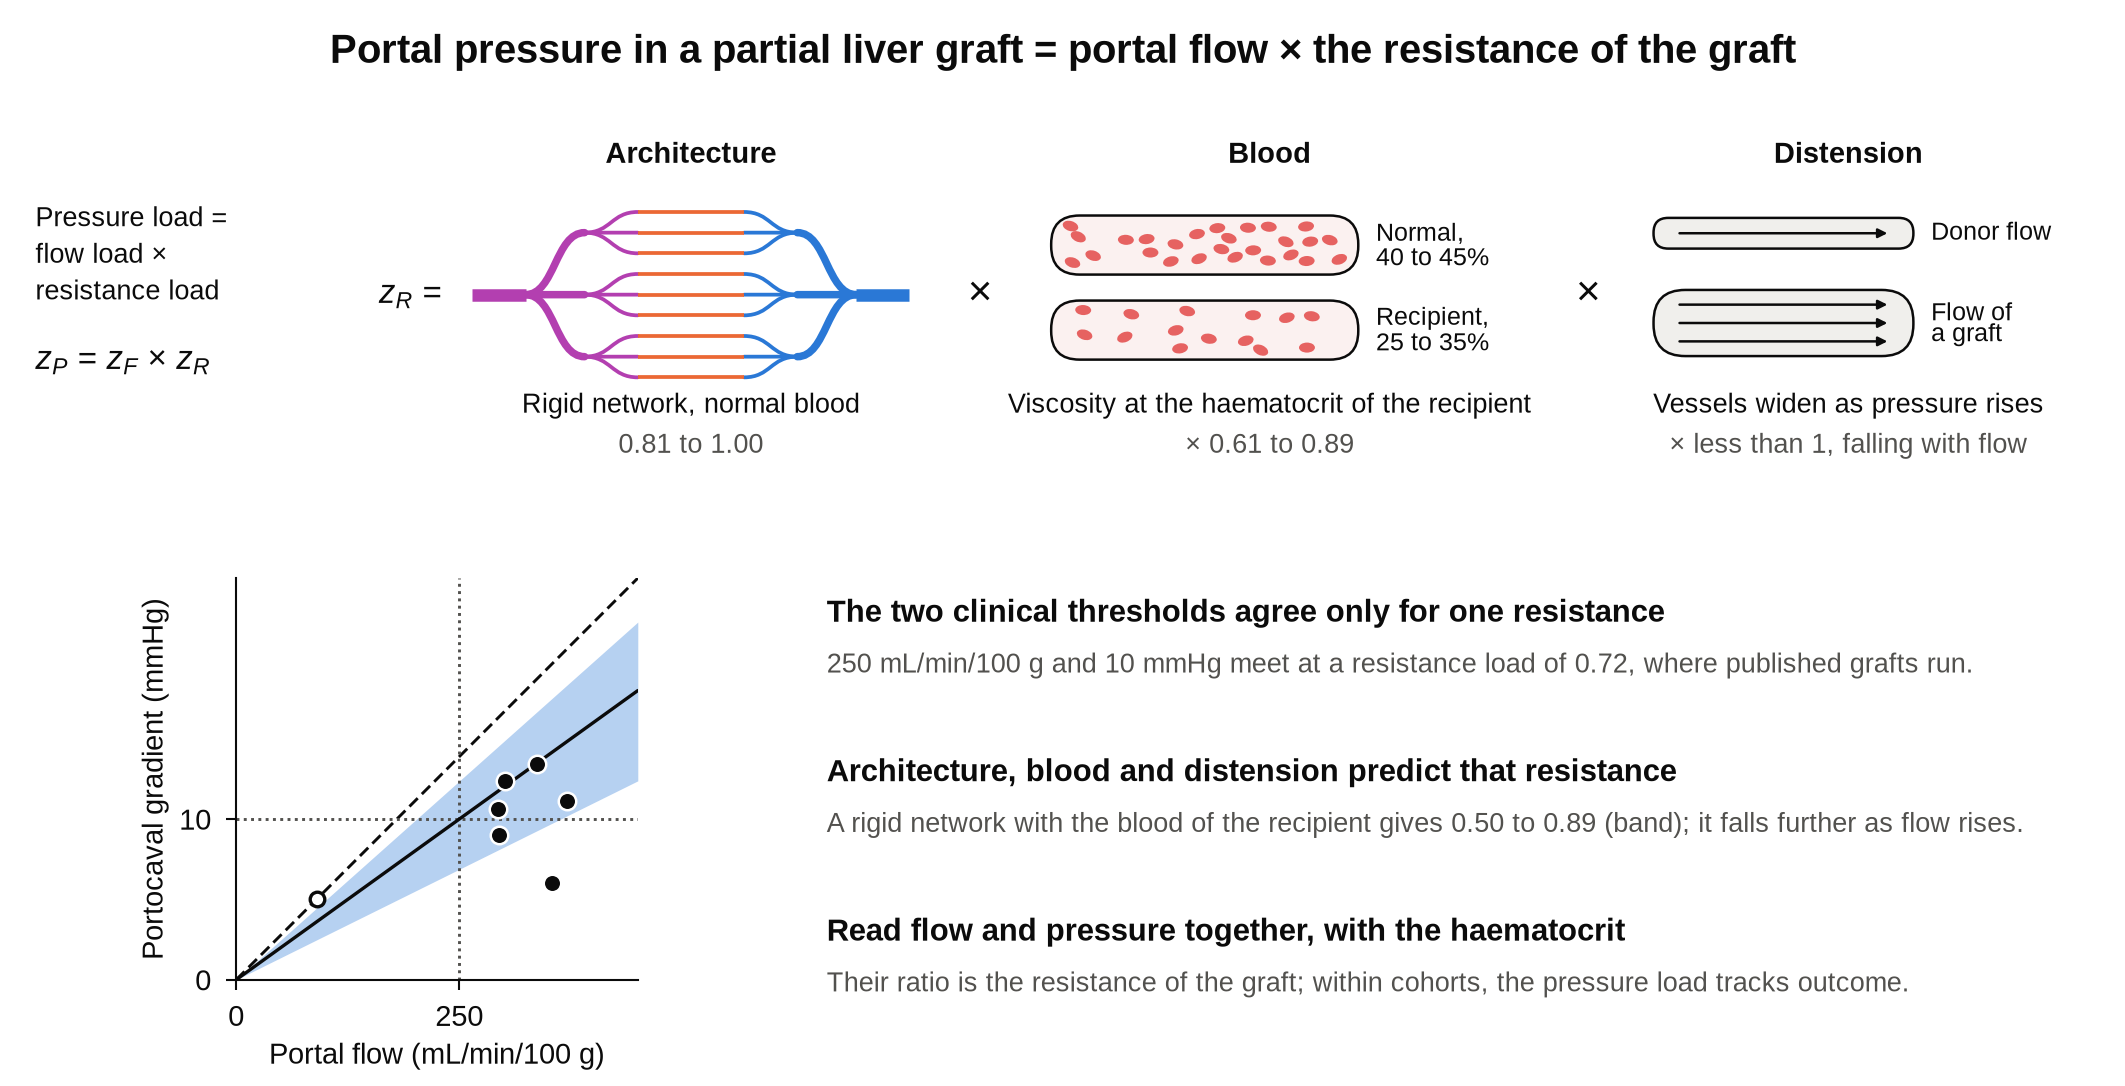 Portal pressure in a partial liver graft = portal flow × the resistance of the graft
Pressure load =
flow load ×
resistance load
zP = zF × zR
zR =
Architecture
Rigid network, normal blood
0.81 to 1.00
×
Blood
Normal,
40 to 45%
Recipient,
25 to 35%
Viscosity at the haematocrit of the recipient
× 0.61 to 0.89
×
Distension
Donor flow
Flow of
a graft
Vessels widen as pressure rises
× less than 1, falling with flow
Portocaval gradient (mmHg)
10
0
0
250
Portal flow (mL/min/100 g)
The two clinical thresholds agree only for one resistance
250 mL/min/100 g and 10 mmHg meet at a resistance load of 0.72, where published grafts run.
Architecture, blood and distension predict that resistance
A rigid network with the blood of the recipient gives 0.50 to 0.89 (band); it falls further as flow rises.
Read flow and pressure together, with the haematocrit
Their ratio is the resistance of the graft; within cohorts, the pressure load tracks outcome.